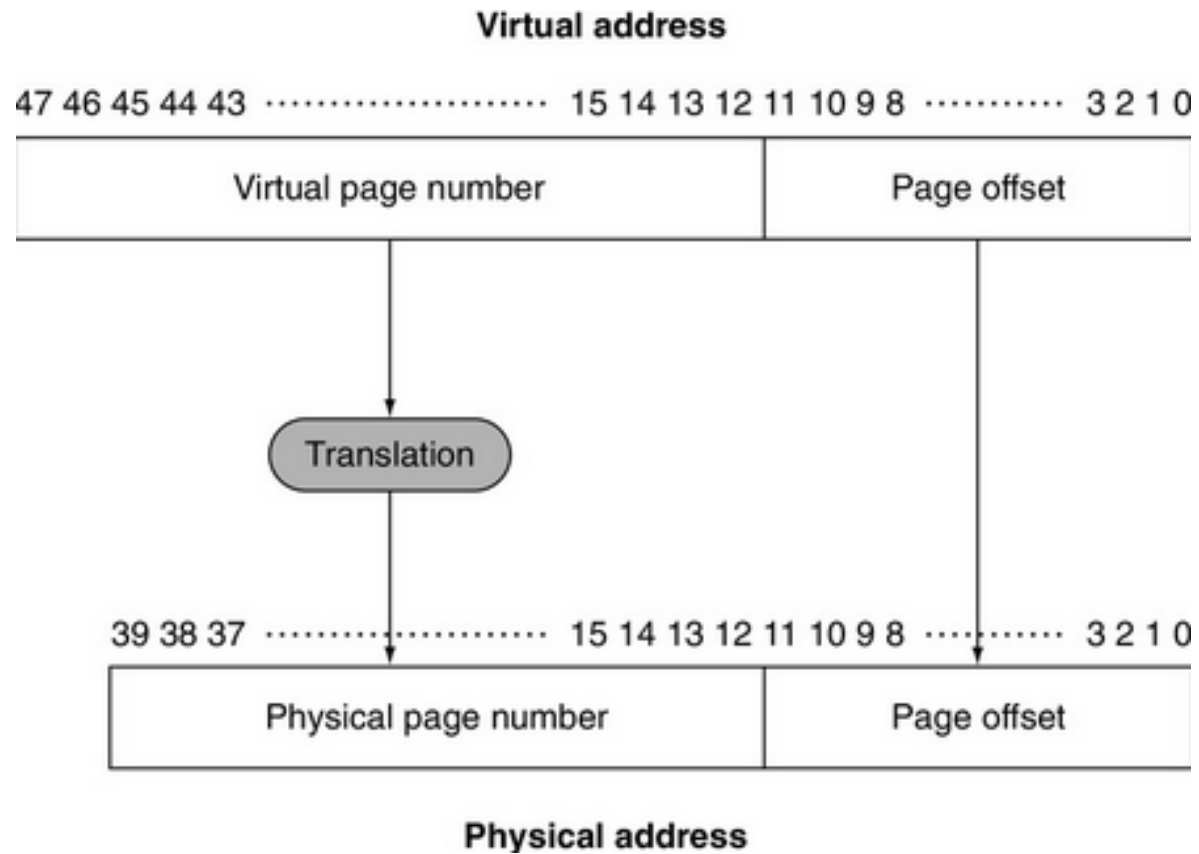 Virtual address
47 46 45 44 43 ······················ 15 14 13 12 11 10 9 8 ··········· 3 2 1 0
Virtual page number Page offset
Translation
39 38 37 ······················ 15 14 13 12 11 10 9 8 ··········· 3 2 1 0
Physical page number Page offset
Physical address